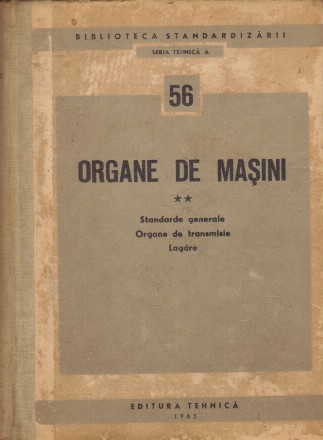 BIBLIOTECA STANDARDIZĂRII
SERIA TEHNICĂ A
56
ORGANE DE MAȘINI
★★
Standarde generale
Organe de transmisie
Lagăre
EDITURA TEHNICĂ
1965